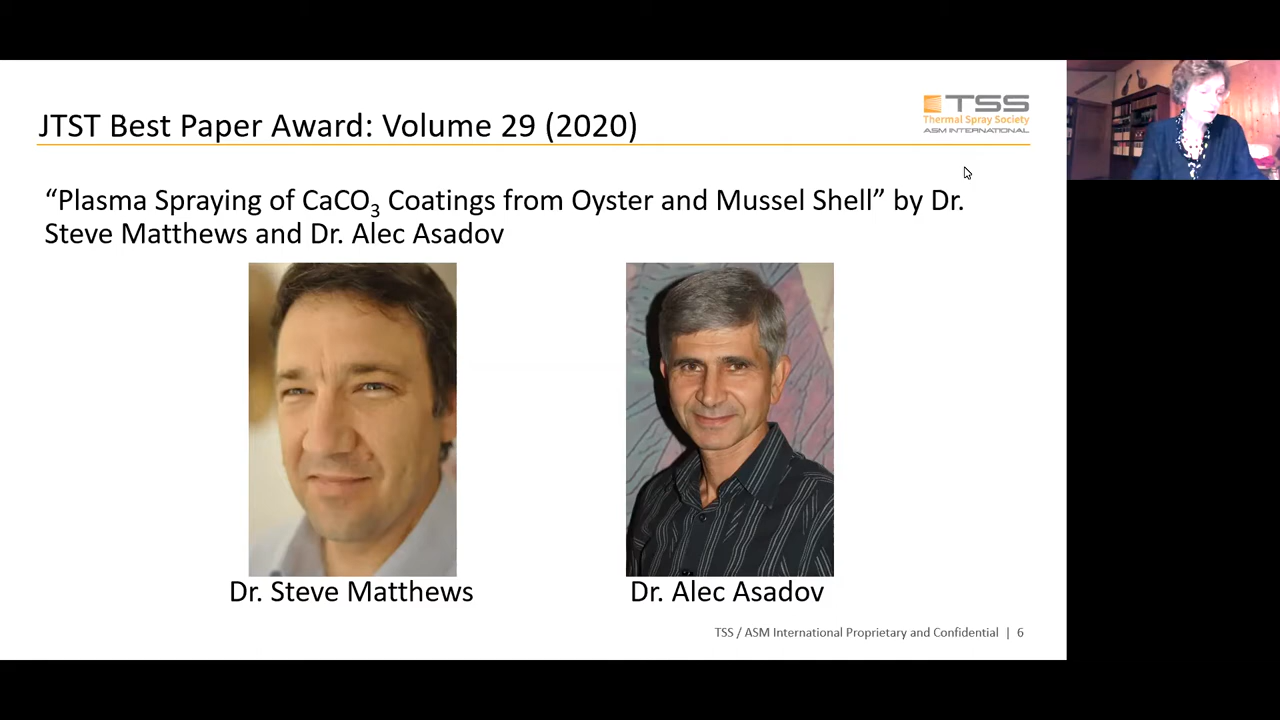 JTST Best Paper Award: Volume 29 (2020)
TSS
Thermal Spray Society
ASM INTERNATIONAL
“Plasma Spraying of CaCO₃ Coatings from Oyster and Mussel Shell” by Dr.
Steve Matthews and Dr. Alec Asadov
Dr. Steve Matthews
Dr. Alec Asadov
TSS / ASM International Proprietary and Confidential | 6